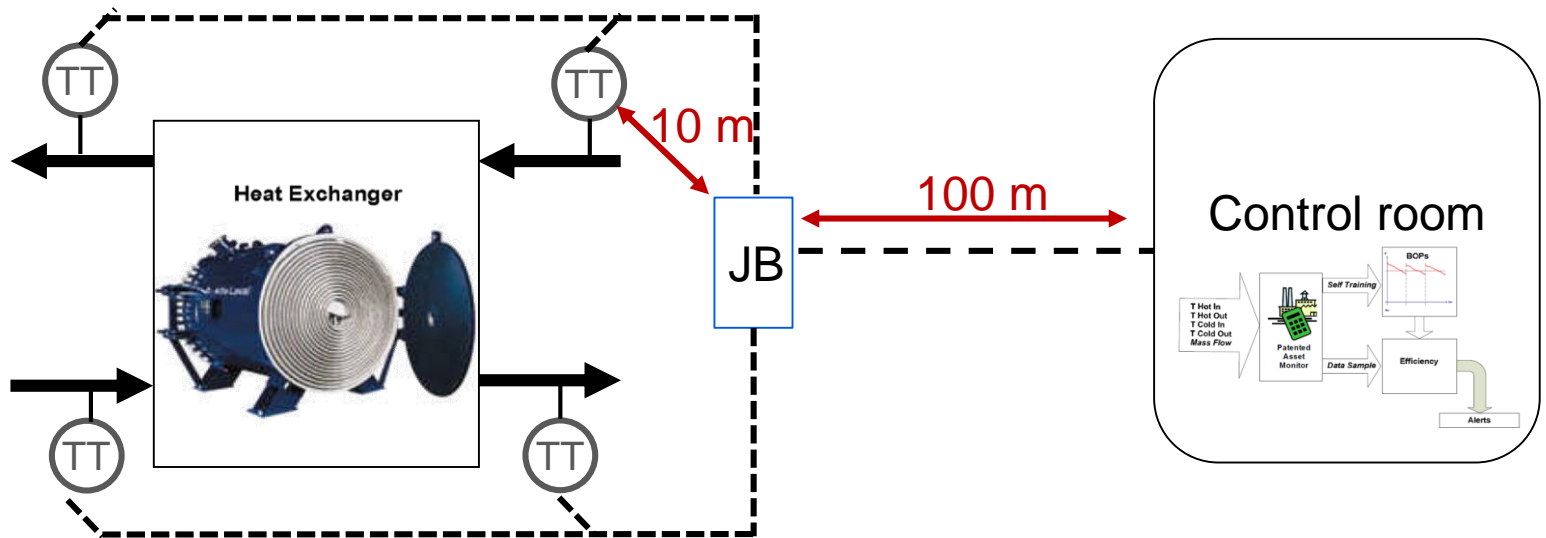 TT
TT
10 m
Heat Exchanger
100 m
JB
Control room
BOPs
Self Training
T Hot In
T Hot Out
T Cold In
T Cold Out
Mass Flow
Patented
Asset
Monitor
Data Sample
Efficiency
Alerts
TT
TT